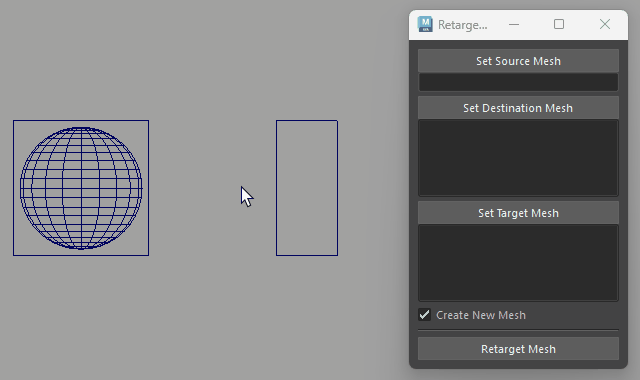 Retarge...
Set Source Mesh
Set Destination Mesh
Set Target Mesh
Create New Mesh
Retarget Mesh